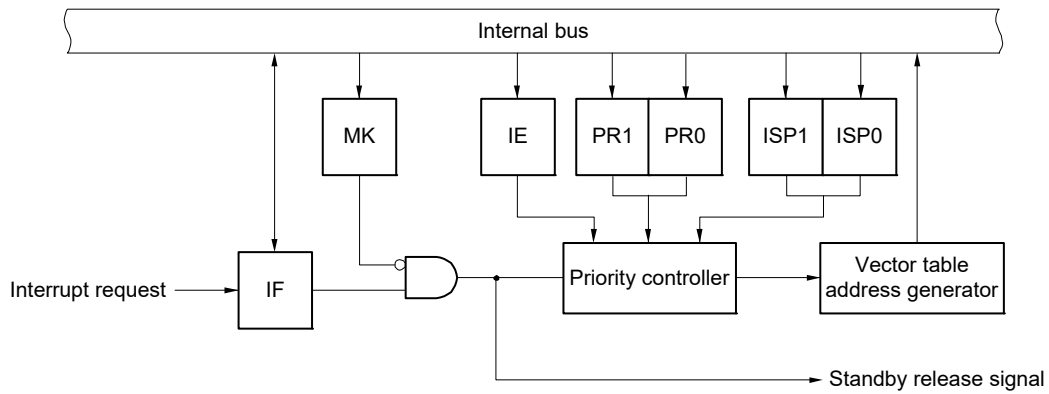 Internal bus
MK
IE
PR1
PR0
ISP1
ISP0
Interrupt request
IF
Priority controller
Vector table
address generator
Standby release signal